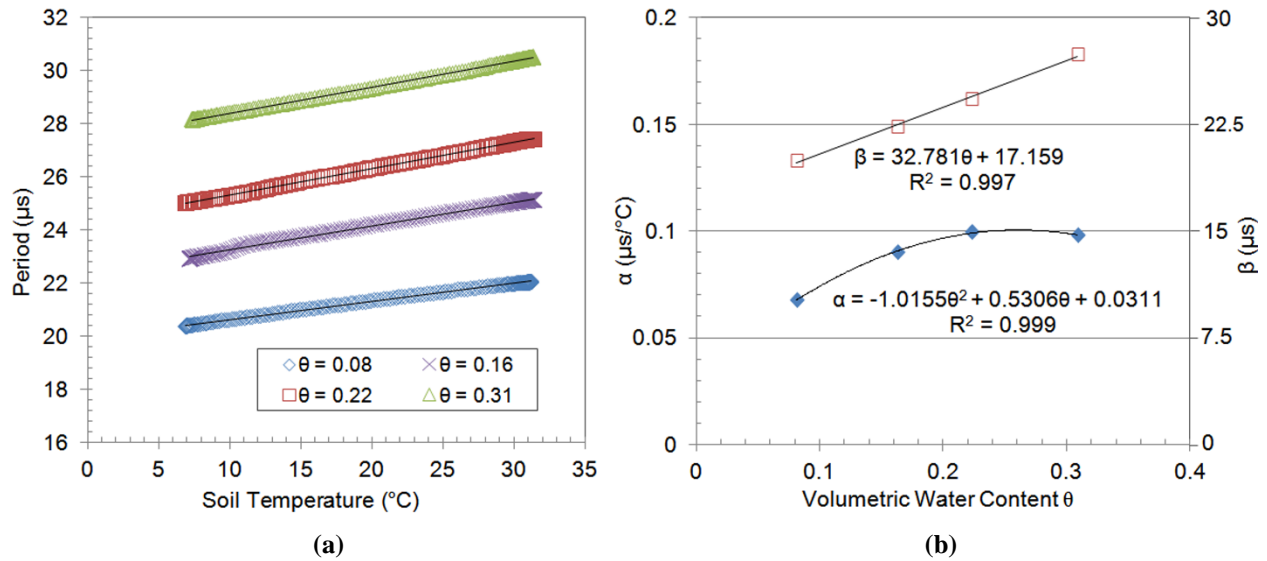 32
30
28
26
24
22
20
18
16
Period (µs)
θ = 0.08
θ = 0.16
θ = 0.22
θ = 0.31
0
5
10
15
20
25
30
35
Soil Temperature (°C)
(a)
0.2
0.15
0.1
0.05
0
α (µs/°C)
β = 32.781θ + 17.159
R² = 0.997
α = -1.0155θ² + 0.5306θ + 0.0311
R² = 0.999
30
22.5
15
7.5
0
β (µs)
0
0.1
0.2
0.3
0.4
Volumetric Water Content θ
(b)